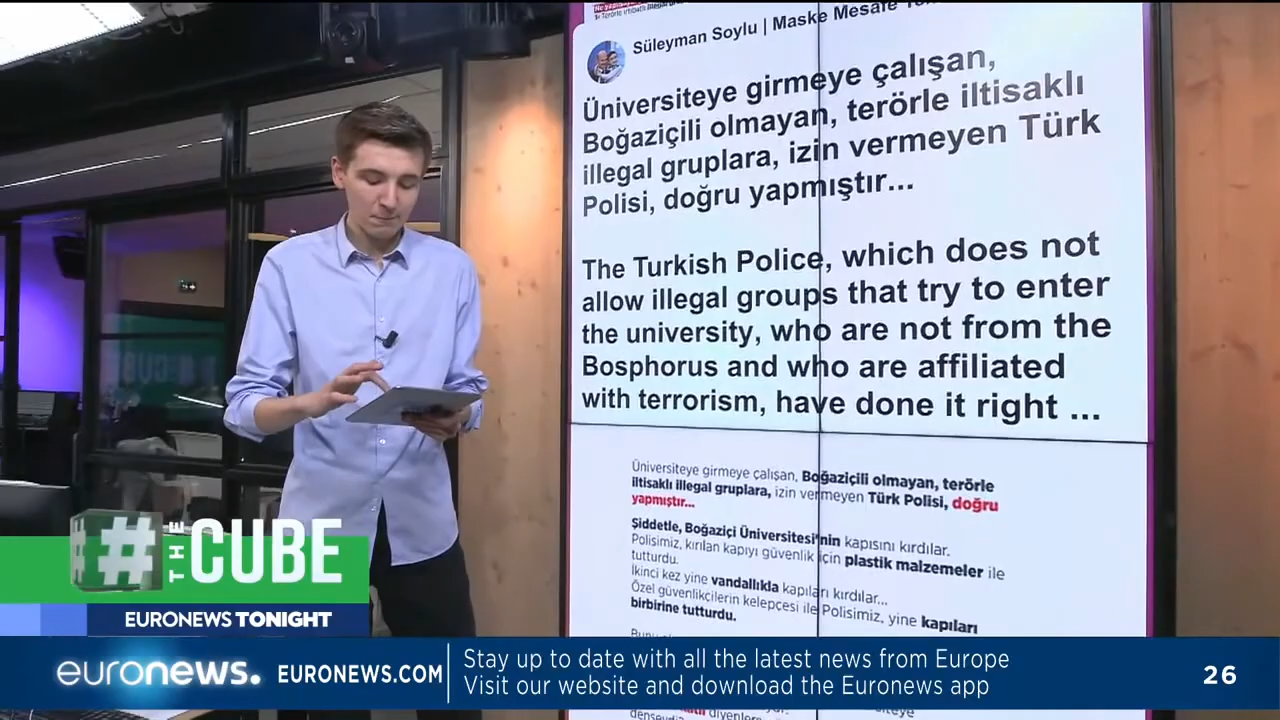 Süleyman Soylu | Maske Mesafe
Üniversiteye girmeye çalışan,
Boğaziçili olmayan, terörle iltisaklı
illegal gruplara, izin vermeyen Türk
Polisi, doğru yapmıştır...
The Turkish Police, which does not
allow illegal groups that try to enter
the university, who are not from the
Bosphorus and who are affiliated
with terrorism, have done it right ...
Üniversiteye girmeye çalışan, Boğaziçili olmayan, terörle
iltisaklı illegal gruplara, izin vermeyen Türk Polisi, doğru
yapmıştır...
Şiddetle, Boğaziçi Üniversitesi'nin kapısını kırdılar.
Polisimiz, kırılan kapıyı güvenlik için plastik malzemeler ile
tutturdu.
İkinci kez yine vandallıkla kapıları kırdılar...
Özel güvenlikçilerin kelepçesi ile Polisimiz, yine kapıları
birbirine tutturdu.
#CUBE
# THE CUBE
EURONEWS TONIGHT
euronews. EURONEWS.COM
Stay up to date with all the latest news from Europe
Visit our website and download the Euronews app
26